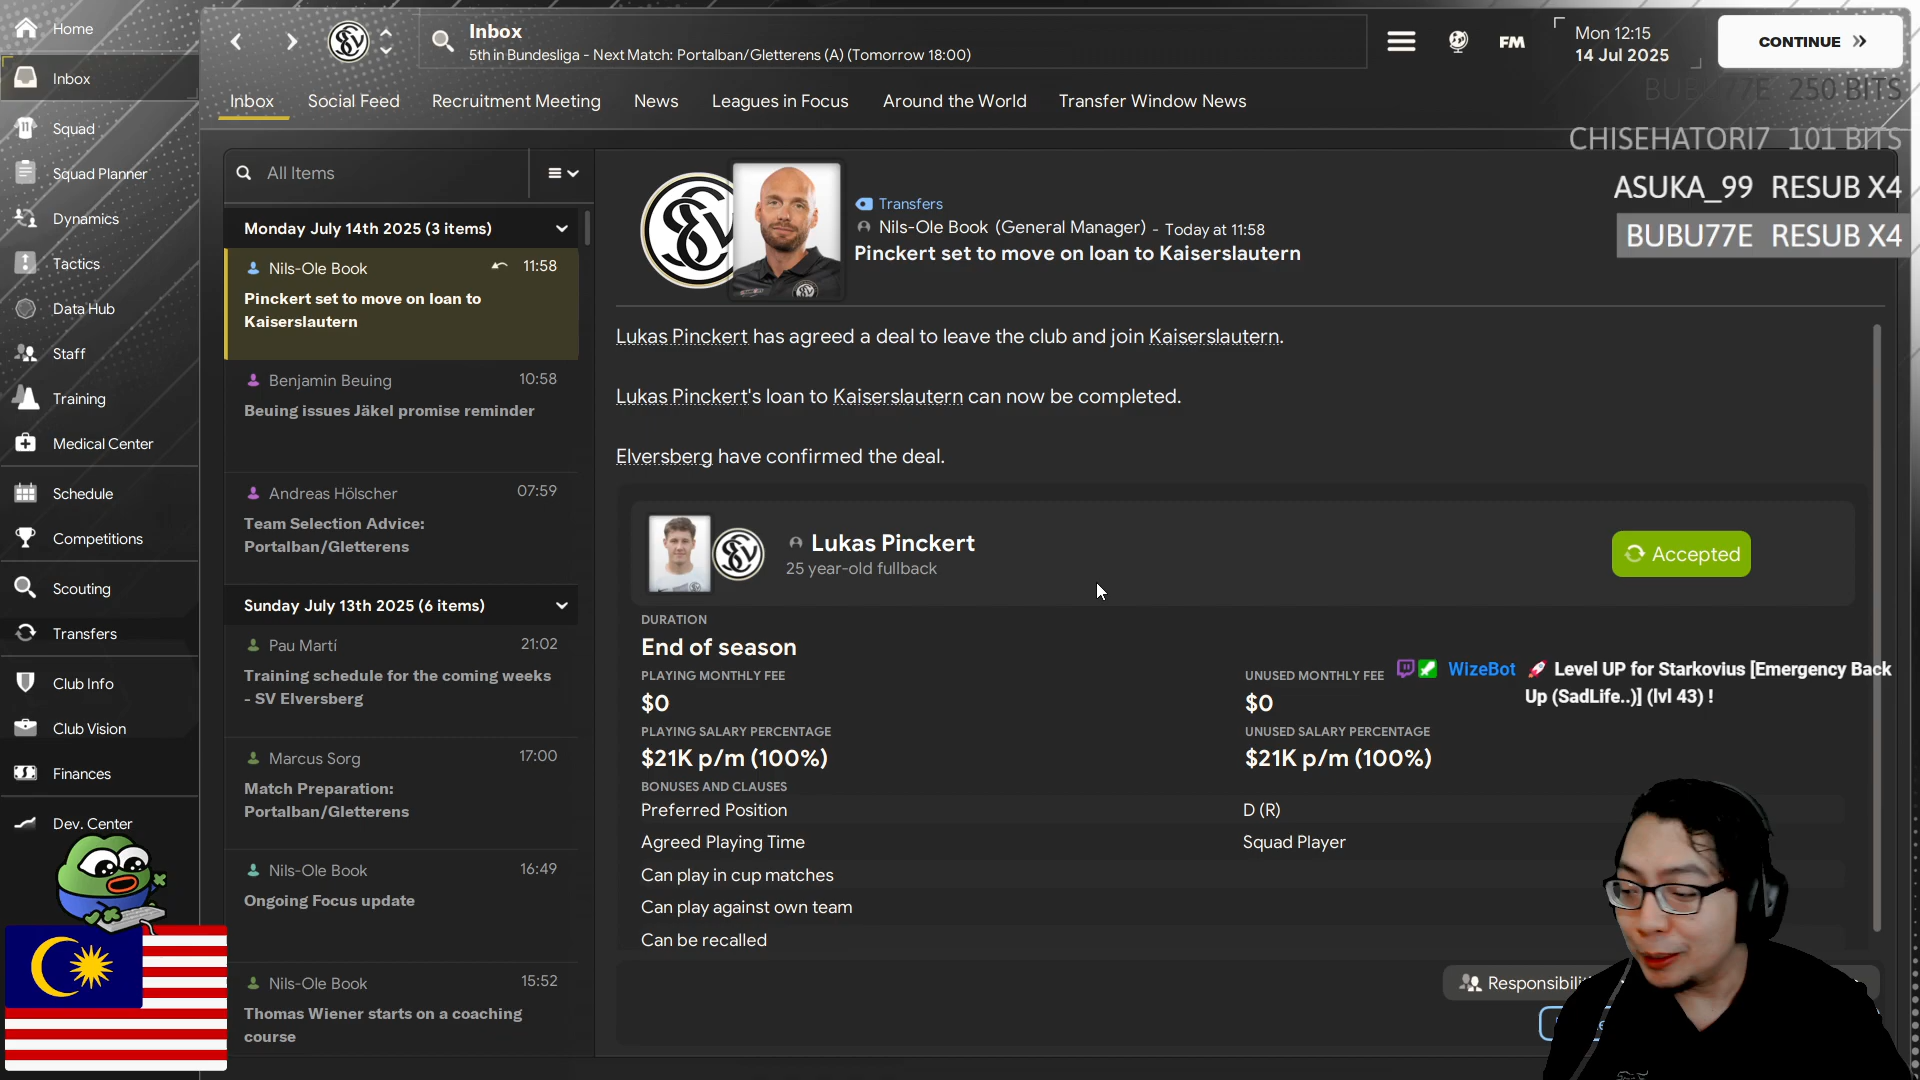 Home
Inbox
Squad
Squad Planner
Dynamics
Tactics
Data Hub
Staff
Training
Medical Center
Schedule
Competitions
Scouting
Transfers
Club Info
Club Vision
Finances
Dev. Center
Inbox
5th in Bundesliga - Next Match: Portalban/Gletterens (A) (Tomorrow 18:00)
FM
Mon 12:15
14 Jul 2025
CONTINUE
Inbox
Social Feed
Recruitment Meeting
News
Leagues in Focus
Around the World
Transfer Window News
BUBU77E 250 BITS
CHISEHATORI7 101 BITS
ASUKA_99 RESUB X4
BUBU77E RESUB X4
All Items
Monday July 14th 2025 (3 items)
Nils-Ole Book 11:58
Pinckert set to move on loan to
Kaiserslautern
Benjamin Beuing 10:58
Beuing issues Jäkel promise reminder
Andreas Hölscher 07:59
Team Selection Advice:
Portalban/Gletterens
Sunday July 13th 2025 (6 items)
Pau Martí 21:02
Training schedule for the coming weeks
- SV Elversberg
Marcus Sorg 17:00
Match Preparation:
Portalban/Gletterens
Nils-Ole Book 16:49
Ongoing Focus update
Nils-Ole Book 15:52
Thomas Wiener starts on a coaching
course
Transfers
Nils-Ole Book (General Manager) - Today at 11:58
Pinckert set to move on loan to Kaiserslautern
Lukas Pinckert has agreed a deal to leave the club and join Kaiserslautern.
Lukas Pinckert's loan to Kaiserslautern can now be completed.
Elversberg have confirmed the deal.
Lukas Pinckert
25 year-old fullback
Accepted
DURATION
End of season
PLAYING MONTHLY FEE
$0
UNUSED MONTHLY FEE
$0
PLAYING SALARY PERCENTAGE
$21K p/m (100%)
UNUSED SALARY PERCENTAGE
$21K p/m (100%)
BONUSES AND CLAUSES
Preferred Position D (R)
Agreed Playing Time Squad Player
Can play in cup matches
Can play against own team
Can be recalled
WizeBot 🚀 Level UP for Starkovius [Emergency Back
Up (SadLife..)] (lvl 43) !